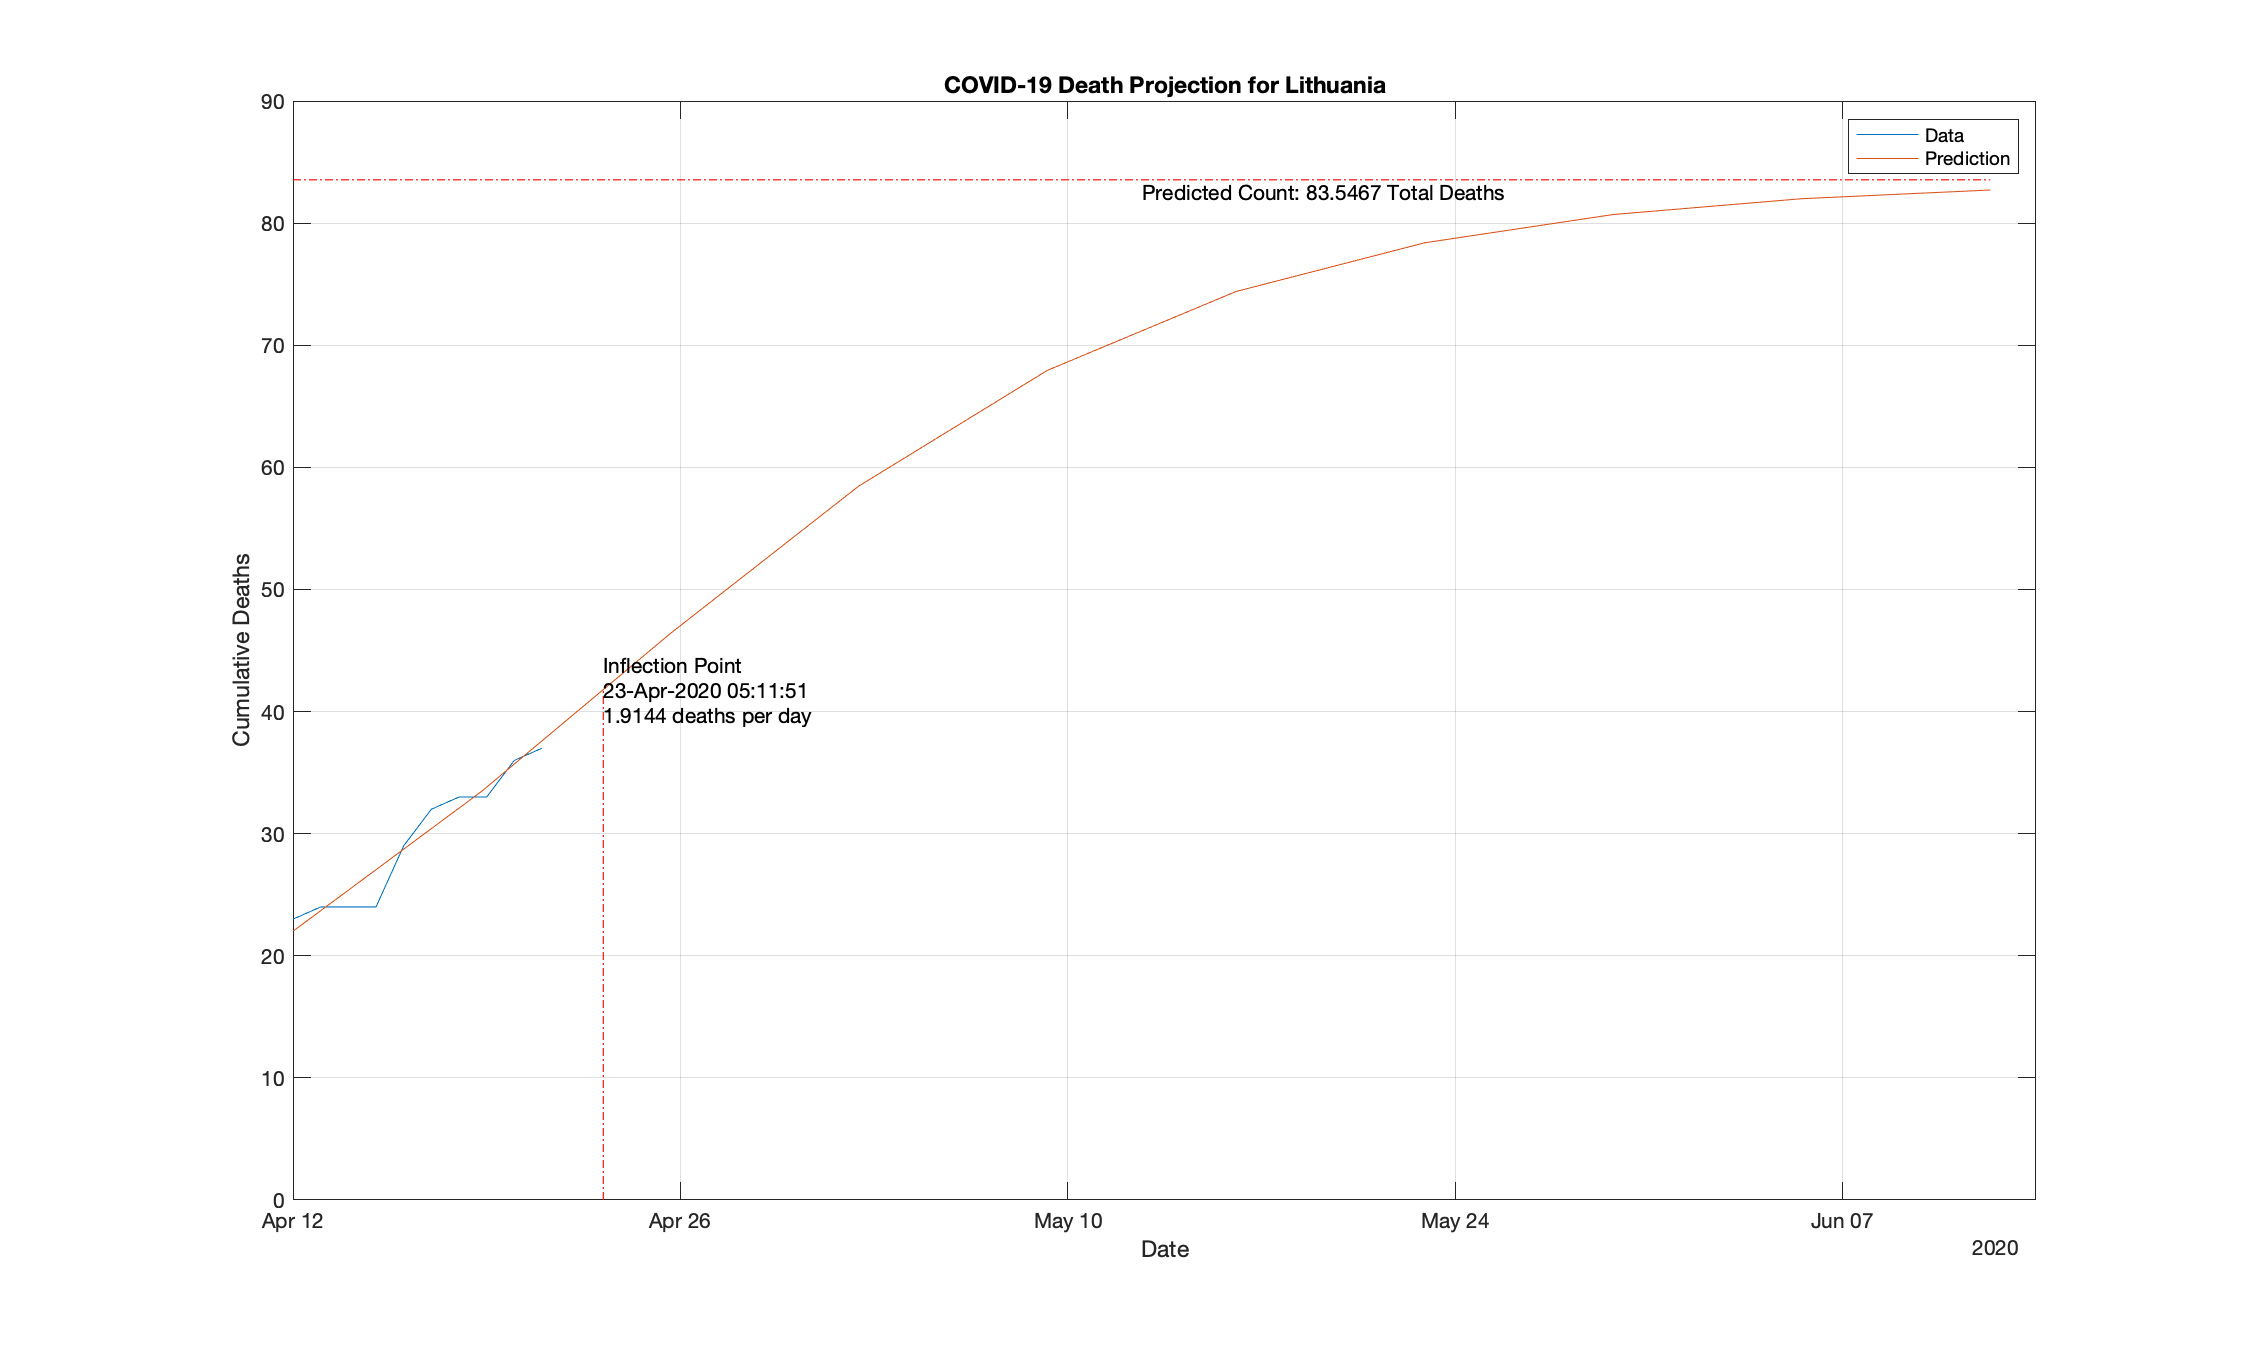 COVID-19 Death Projection for Lithuania
90
80
70
60
50
40
30
20
10
0
Cumulative Deaths
Data
Prediction
Predicted Count: 83.5467 Total Deaths
Inflection Point
23-Apr-2020 05:11:51
1.9144 deaths per day
Apr 12
Apr 26
May 10
May 24
Jun 07
Date
2020